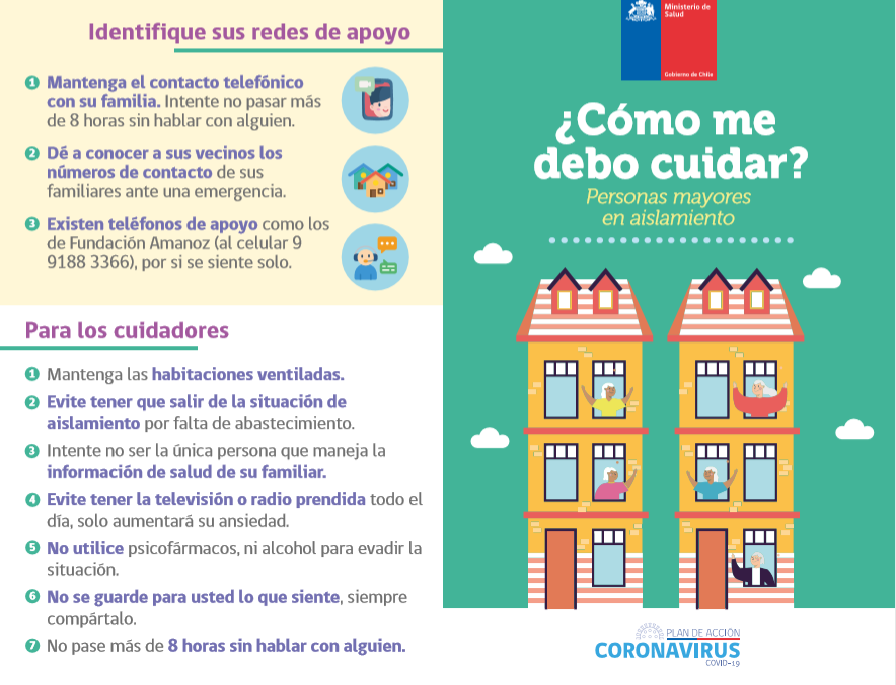 Identifique sus redes de apoyo
1 Mantenga el contacto telefónico
con su familia. Intente no pasar más
de 8 horas sin hablar con alguien.
2 Dé a conocer a sus vecinos los
números de contacto de sus
familiares ante una emergencia.
3 Existen teléfonos de apoyo como los
de Fundación Amanoz (al celular 9
9188 3366), por si se siente solo.
Para los cuidadores
1 Mantenga las habitaciones ventiladas.
2 Evite tener que salir de la situación de
aislamiento por falta de abastecimiento.
3 Intente no ser la única persona que maneja la
información de salud de su familiar.
4 Evite tener la televisión o radio prendida todo el
día, solo aumentará su ansiedad.
5 No utilice psicofármacos, ni alcohol para evadir la
situación.
6 No se guarde para usted lo que siente, siempre
compártalo.
7 No pase más de 8 horas sin hablar con alguien.
Ministerio de
Salud
Gobierno de Chile
¿Cómo me
debo cuidar?
Personas mayores
en aislamiento
PLAN DE ACCIÓN
CORONAVIRUS
COVID-19